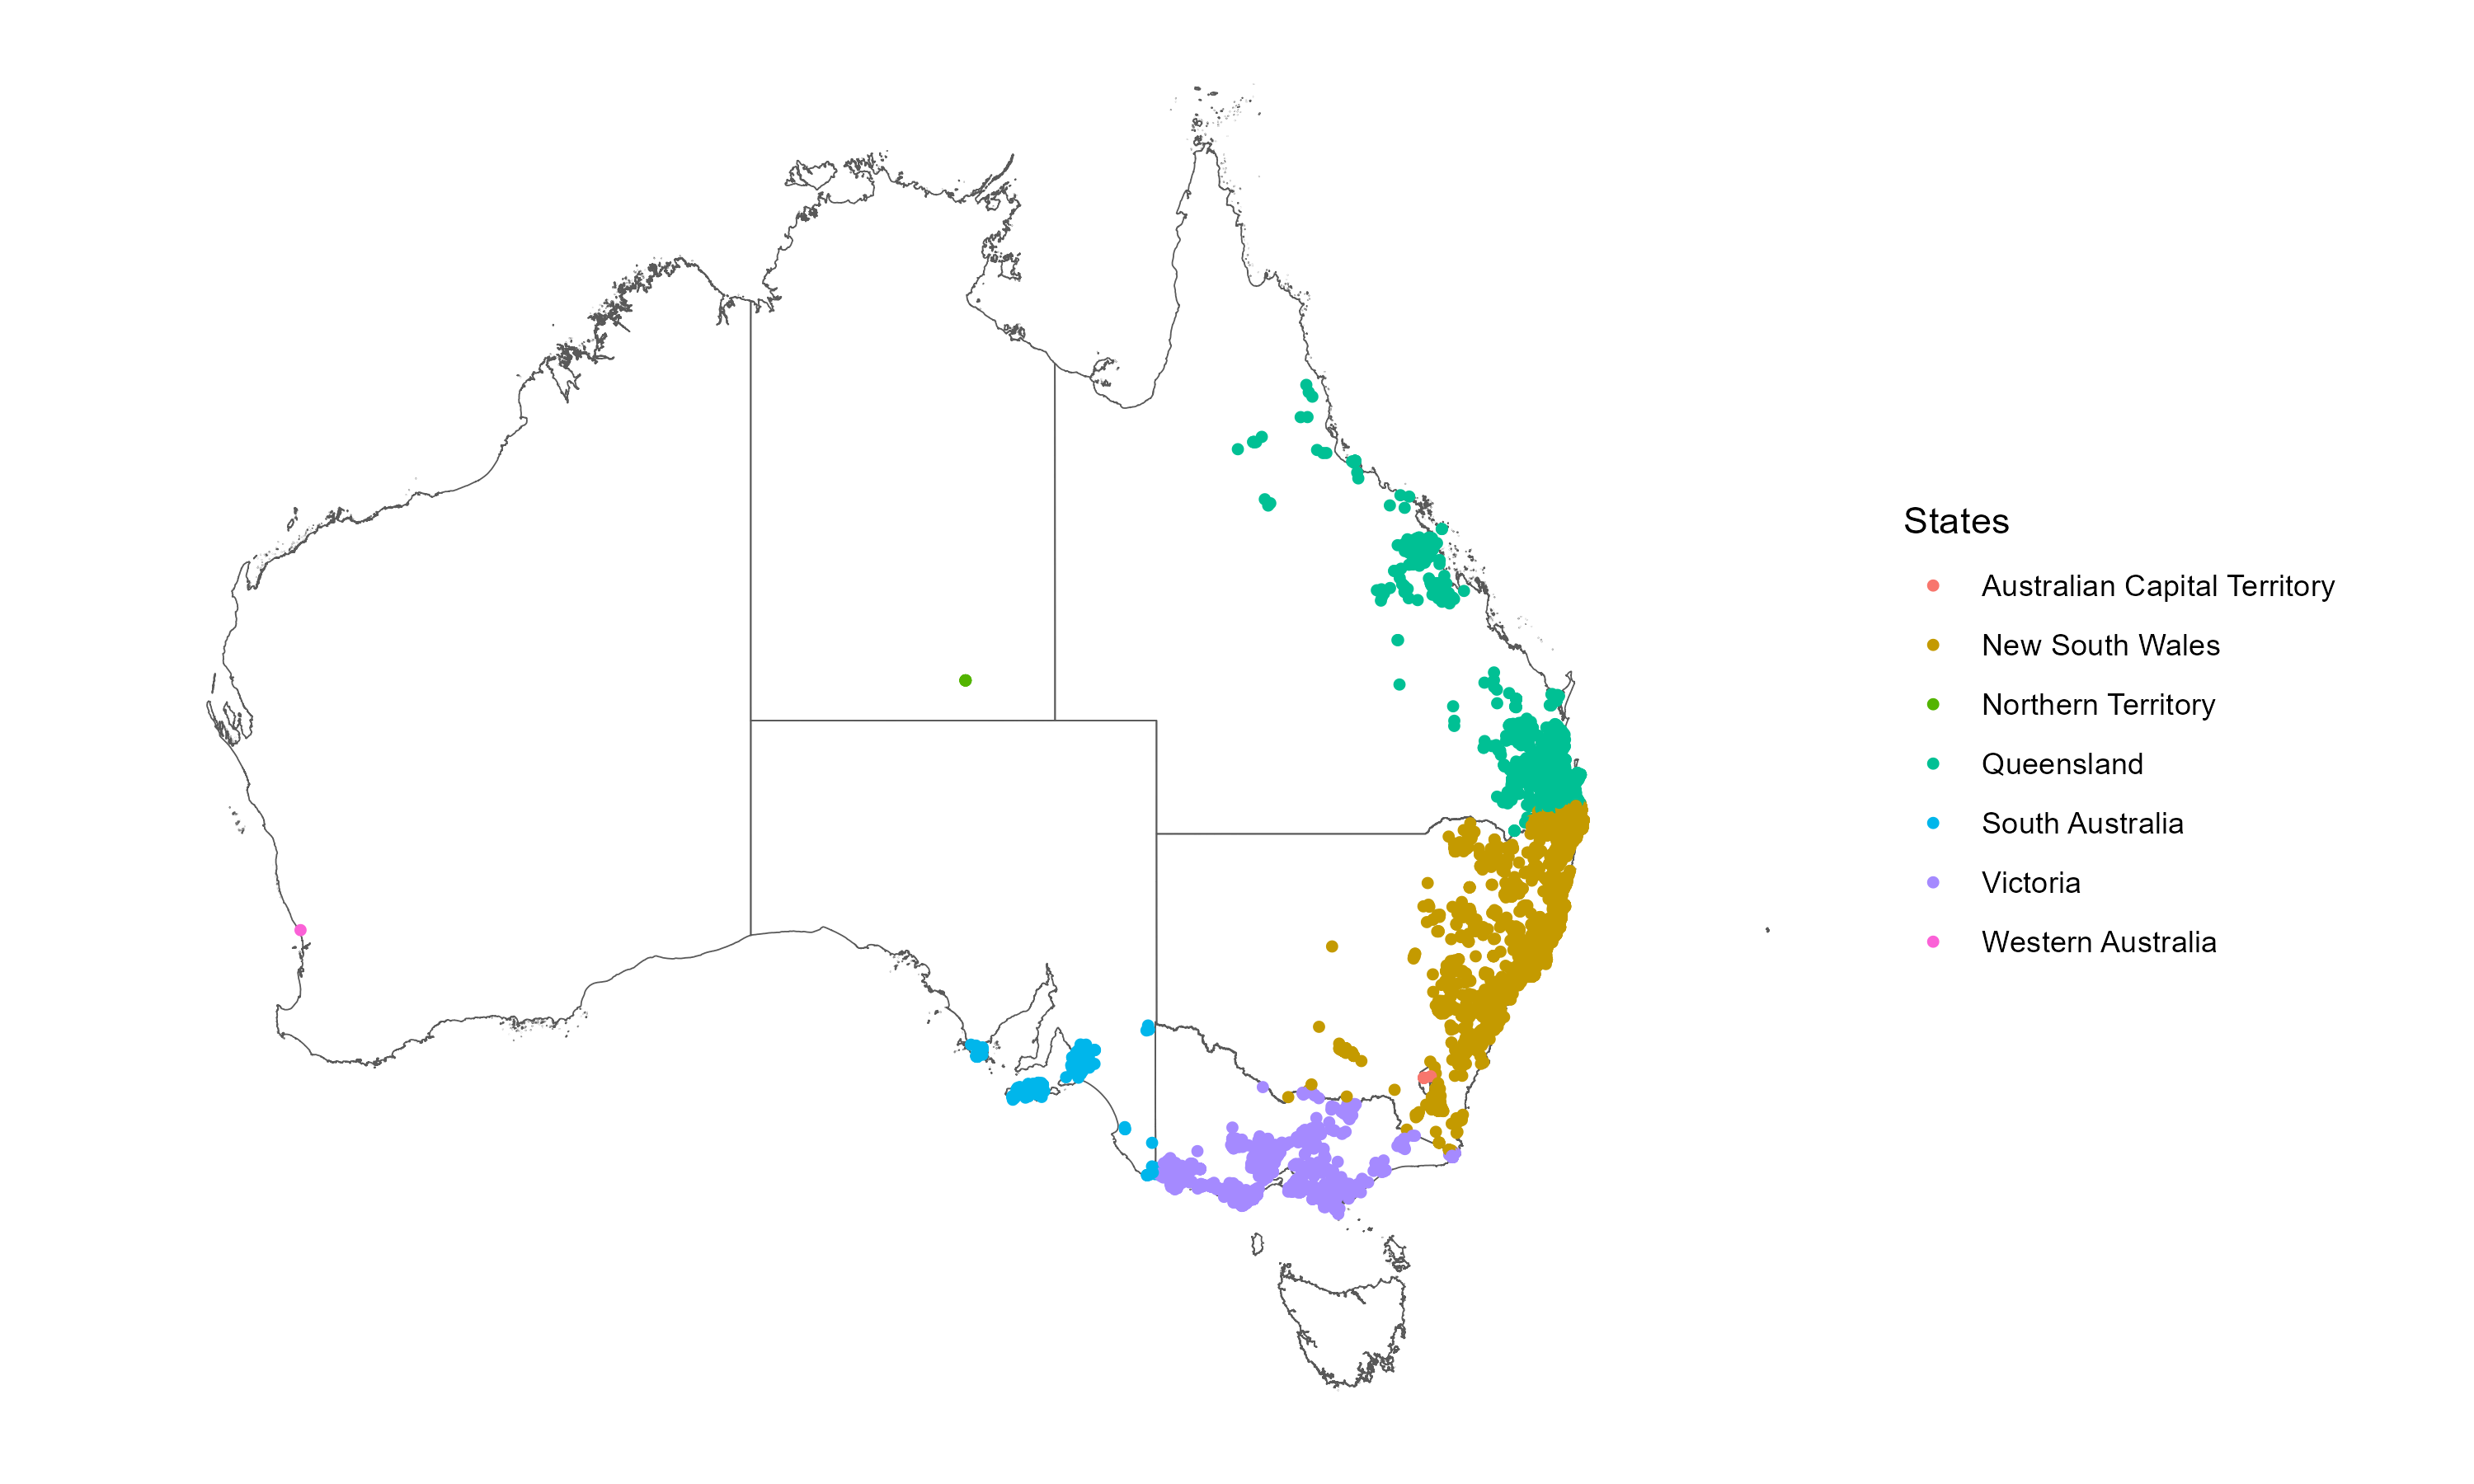 States
Australian Capital Territory
New South Wales
Northern Territory
Queensland
South Australia
Victoria
Western Australia